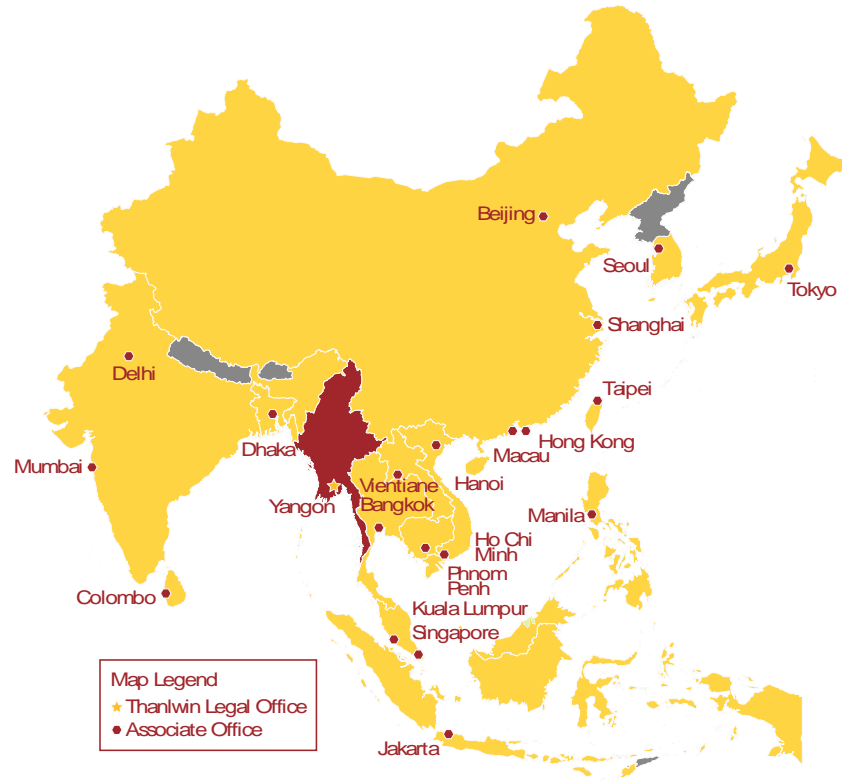 Beijing
Seoul
Tokyo
Shanghai
Delhi
Taipei
Hong Kong
Macau
Dhaka
Mumbai
Hanoi
Vientiane
Yangon
Bangkok
Manila
Ho Chi
Minh
Phnom
Penh
Colombo
Kuala Lumpur
Singapore
Map Legend
Thanlwin Legal Office
Associate Office
Jakarta